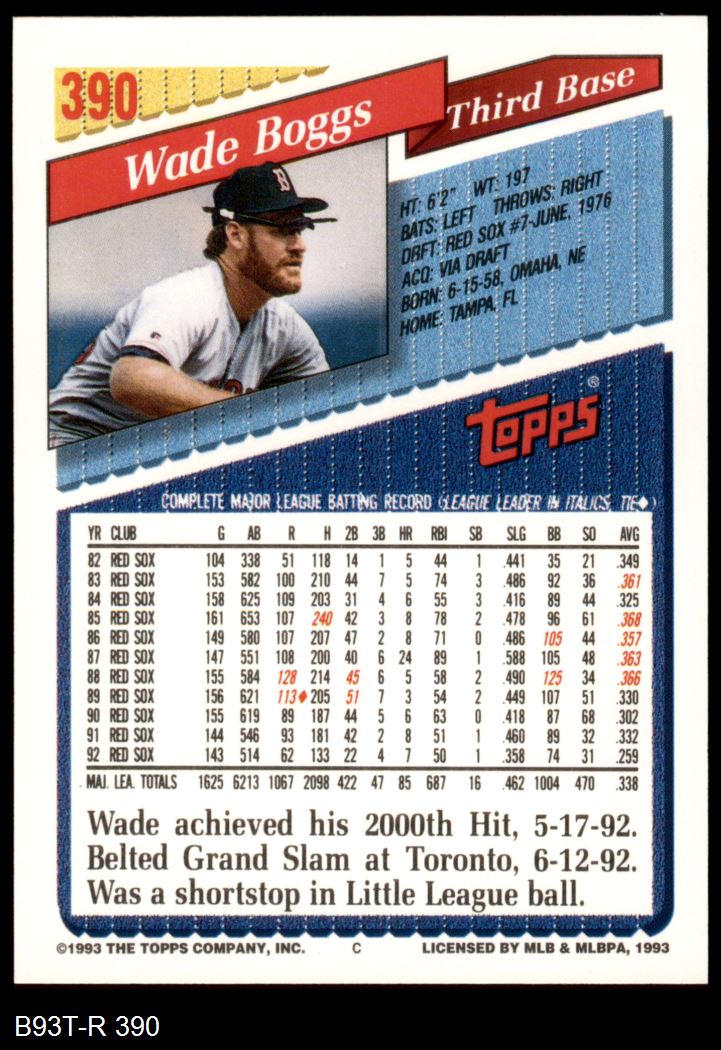 390
Wade Boggs
Third Base
B
HT: 6'2" WT: 197
BATS: LEFT THROWS: RIGHT
DRFT: RED SOX #7-JUNE, 1976
ACQ: VIA DRAFT
BORN: 6-15-58, OMAHA, NE
HOME: TAMPA, FL
TOPPS®
COMPLETE MAJOR LEAGUE BATTING RECORD (LEAGUE LEADER IN ITALICS, TIE◆)
YR CLUB G AB R H 2B 3B HR RBI SB SLG BB SO AVG
82 RED SOX 104 338 51 118 14 1 5 44 1 .441 35 21 .349
83 RED SOX 153 582 100 210 44 7 5 74 3 .486 92 36 .361
84 RED SOX 158 625 109 203 31 4 6 55 3 .416 89 44 .325
85 RED SOX 161 653 107 240 42 3 8 78 2 .478 96 61 .368
86 RED SOX 149 580 107 207 47 2 8 71 0 .486 105 44 .357
87 RED SOX 147 551 108 200 40 6 24 89 1 .588 105 48 .363
88 RED SOX 155 584 128 214 45 6 5 58 2 .490 125 34 .366
89 RED SOX 156 621 113◆ 205 51 7 3 54 2 .449 107 51 .330
90 RED SOX 155 619 89 187 44 5 6 63 0 .418 87 68 .302
91 RED SOX 144 546 93 181 42 2 8 51 1 .460 89 32 .332
92 RED SOX 143 514 62 133 22 4 7 50 1 .358 74 31 .259
MAJ. LEA. TOTALS 1625 6213 1067 2098 422 47 85 687 16 .462 1004 470 .338
Wade achieved his 2000th Hit, 5-17-92.
Belted Grand Slam at Toronto, 6-12-92.
Was a shortstop in Little League ball.
©1993 THE TOPPS COMPANY, INC. C LICENSED BY MLB & MLBPA, 1993
B93T-R 390